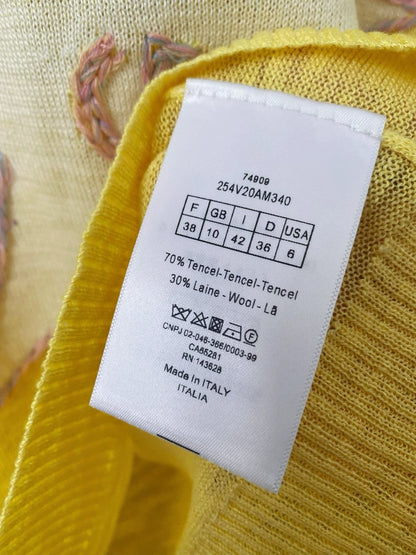 74909
254V20AM340
F GB I D USA
38 10 42 36 6
70% Tencel-Tencel-Tencel
30% Laine - Wool - Lã
CNPJ 02-046-366/0003-99
CA55281
RN 143628
Made in ITALY
ITALIA